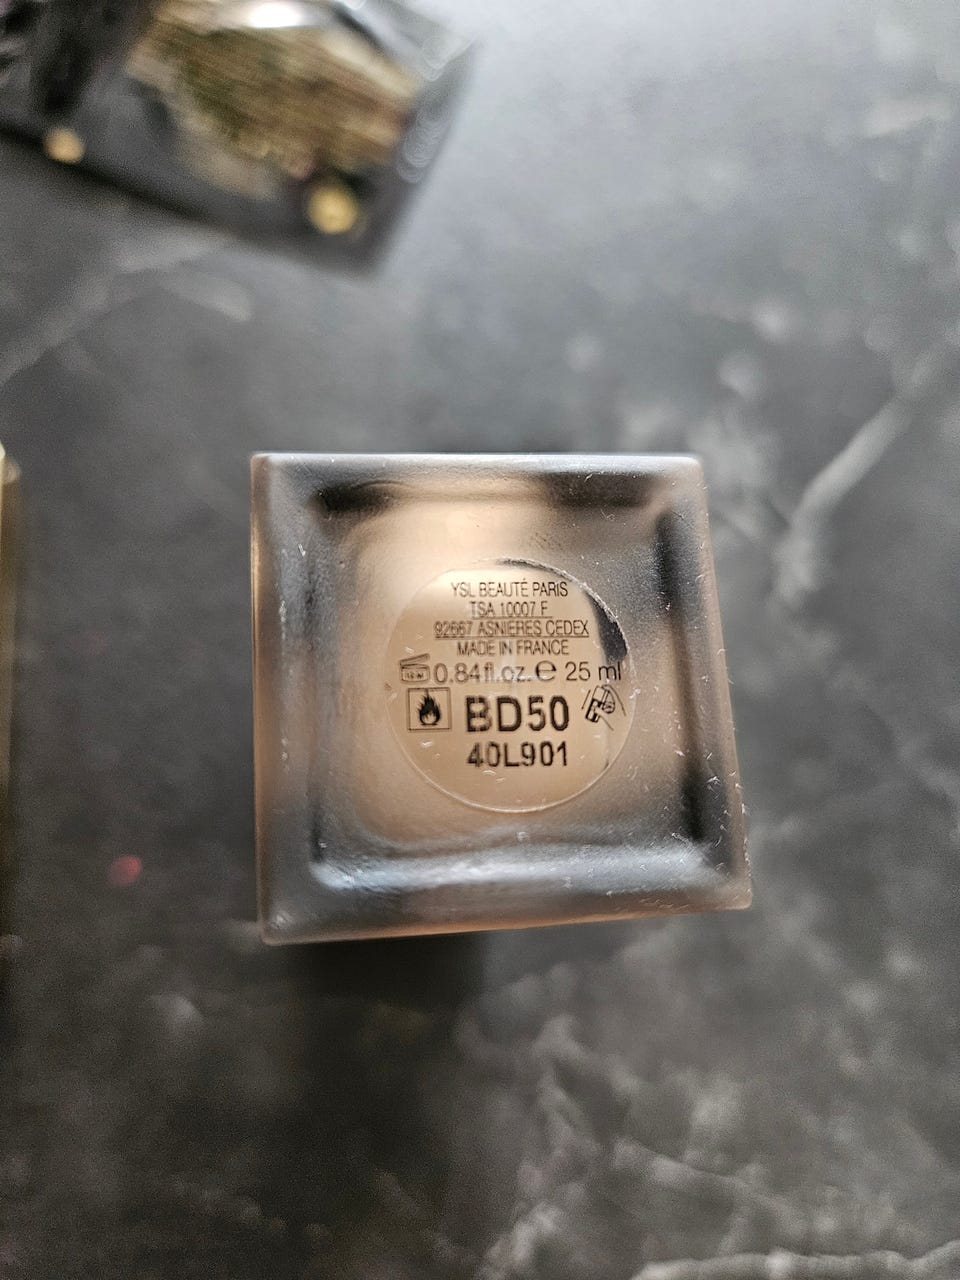 YSL BEAUTÉ PARIS
TSA 10007 F
92667 ASNIERES CEDEX
MADE IN FRANCE
0.84fl.oz. e 25 ml
BD50
40L901